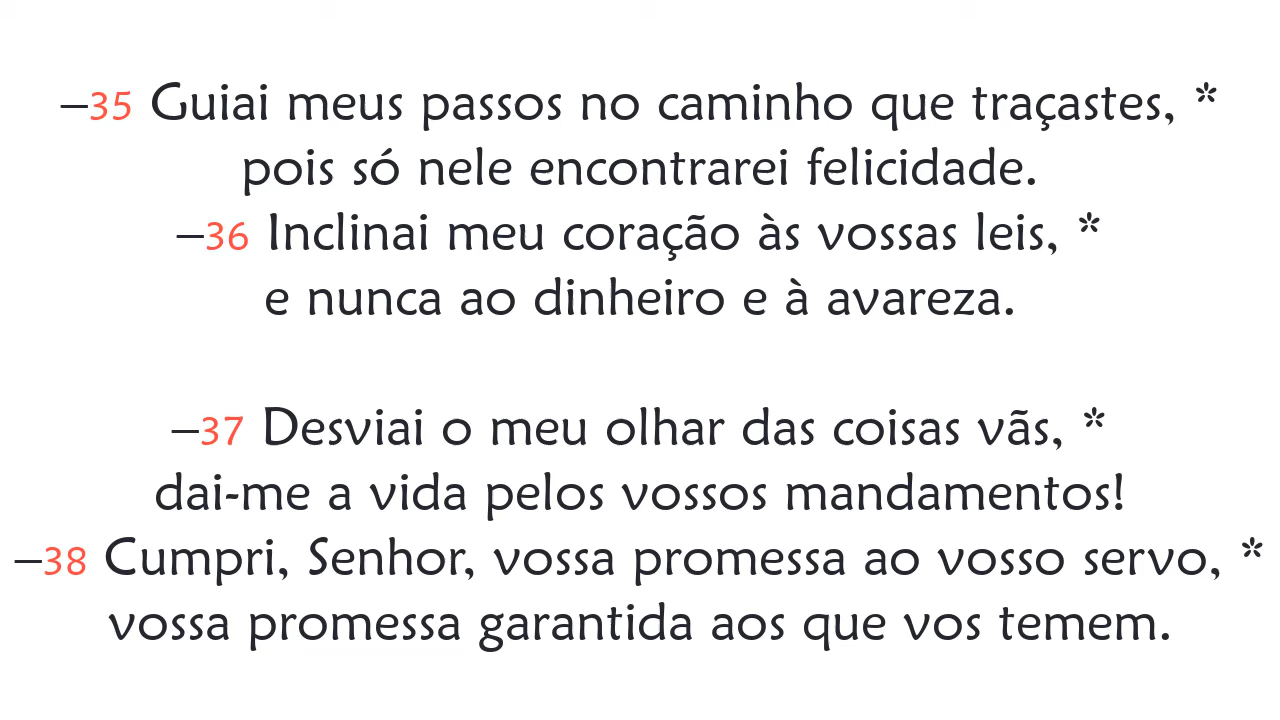 –35 Guiai meus passos no caminho que traçastes, *
pois só nele encontrarei felicidade.
–36 Inclinai meu coração às vossas leis, *
e nunca ao dinheiro e à avareza.
–37 Desviai o meu olhar das coisas vãs, *
dai-me a vida pelos vossos mandamentos!
–38 Cumpri, Senhor, vossa promessa ao vosso servo, *
vossa promessa garantida aos que vos temem.